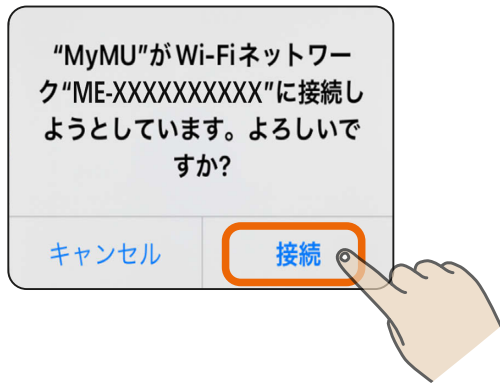 “MyMU”がWi-Fiネットワー
ク“ME-XXXXXXXXXX”に接続し
ようとしています。よろしいで
すか?
キャンセル 接続